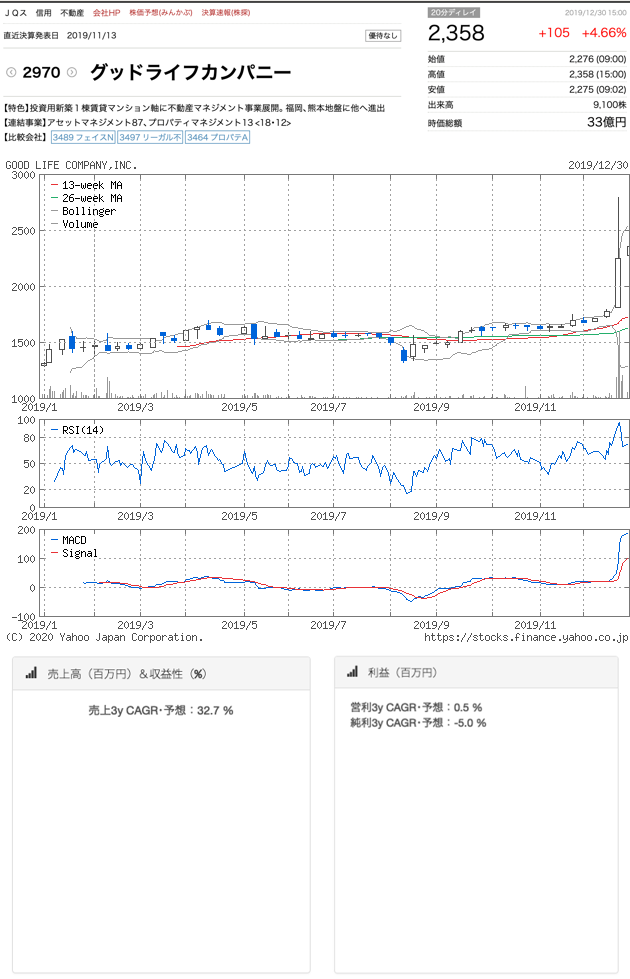 ＪＱス 信用 不動産 会社HP 株価予想(みんかぶ) 決算速報(株探)
直近決算発表日 2019/11/13 優待なし
2970 グッドライフカンパニー
【特色】投資用新築１棟賃貸マンション軸に不動産マネジメント事業展開。福岡、熊本地盤に他へ進出
【連結事業】アセットマネジメント87、プロパティマネジメント13<18・12>
【比較会社】 3489 フェイスN 3497 リーガル不 3464 プロパテA
20分ディレイ 2019/12/30 15:00
2,358 +105 +4.66%
始値 2,276 (09:00)
高値 2,358 (15:00)
安値 2,275 (09:02)
出来高 9,100株
時価総額 33億円
GOOD LIFE COMPANY,INC. 2019/12/30
3000
13-week MA
26-week MA
Bollinger
Volume
2500
2000
1500
1000
2019/1 2019/3 2019/5 2019/7 2019/9 2019/11
100
RSI(14)
80
50
20
0
2019/1 2019/3 2019/5 2019/7 2019/9 2019/11
200
MACD
Signal
100
0
-100
2019/1 2019/3 2019/5 2019/7 2019/9 2019/11
(C) 2020 Yahoo Japan Corporation. https://stocks.finance.yahoo.co.jp
売上高（百万円）＆収益性（%）
売上3y CAGR・予想：32.7 %
利益（百万円）
営利3y CAGR・予想：0.5 %
純利3y CAGR・予想：-5.0 %